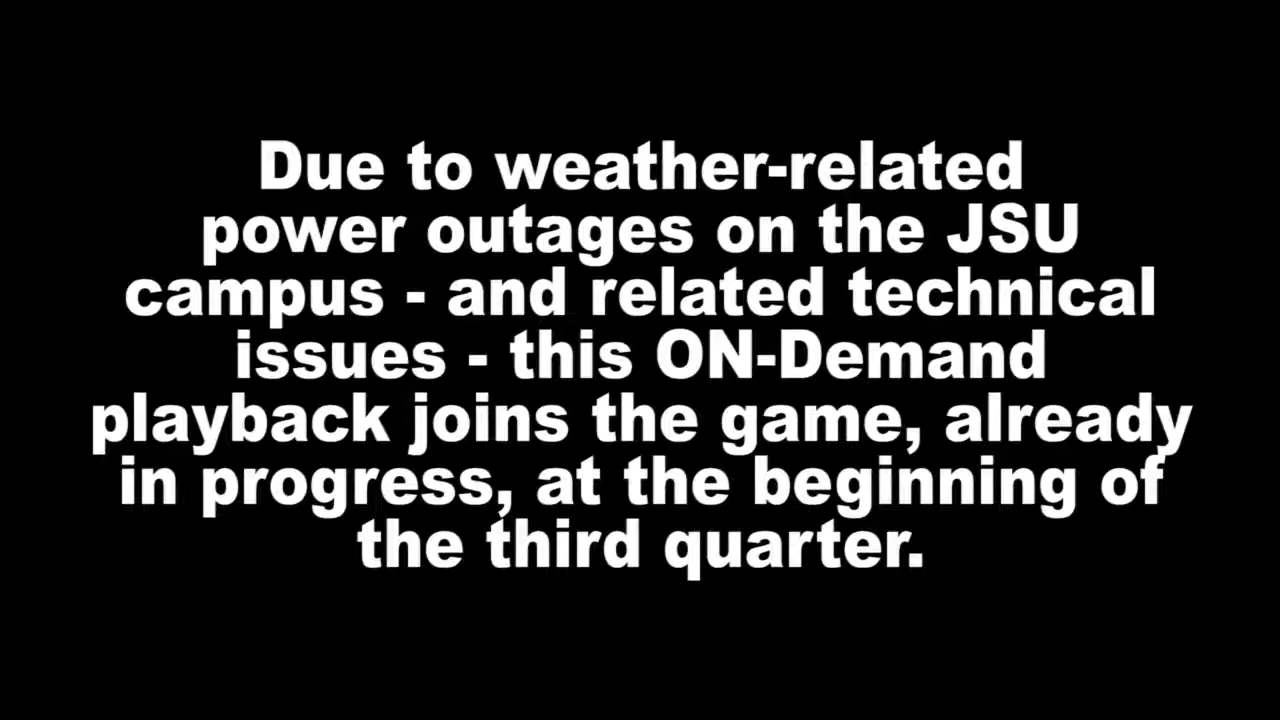 Due to weather-related
power outages on the JSU
campus - and related technical
issues - this ON-Demand
playback joins the game, already
in progress, at the beginning of
the third quarter.